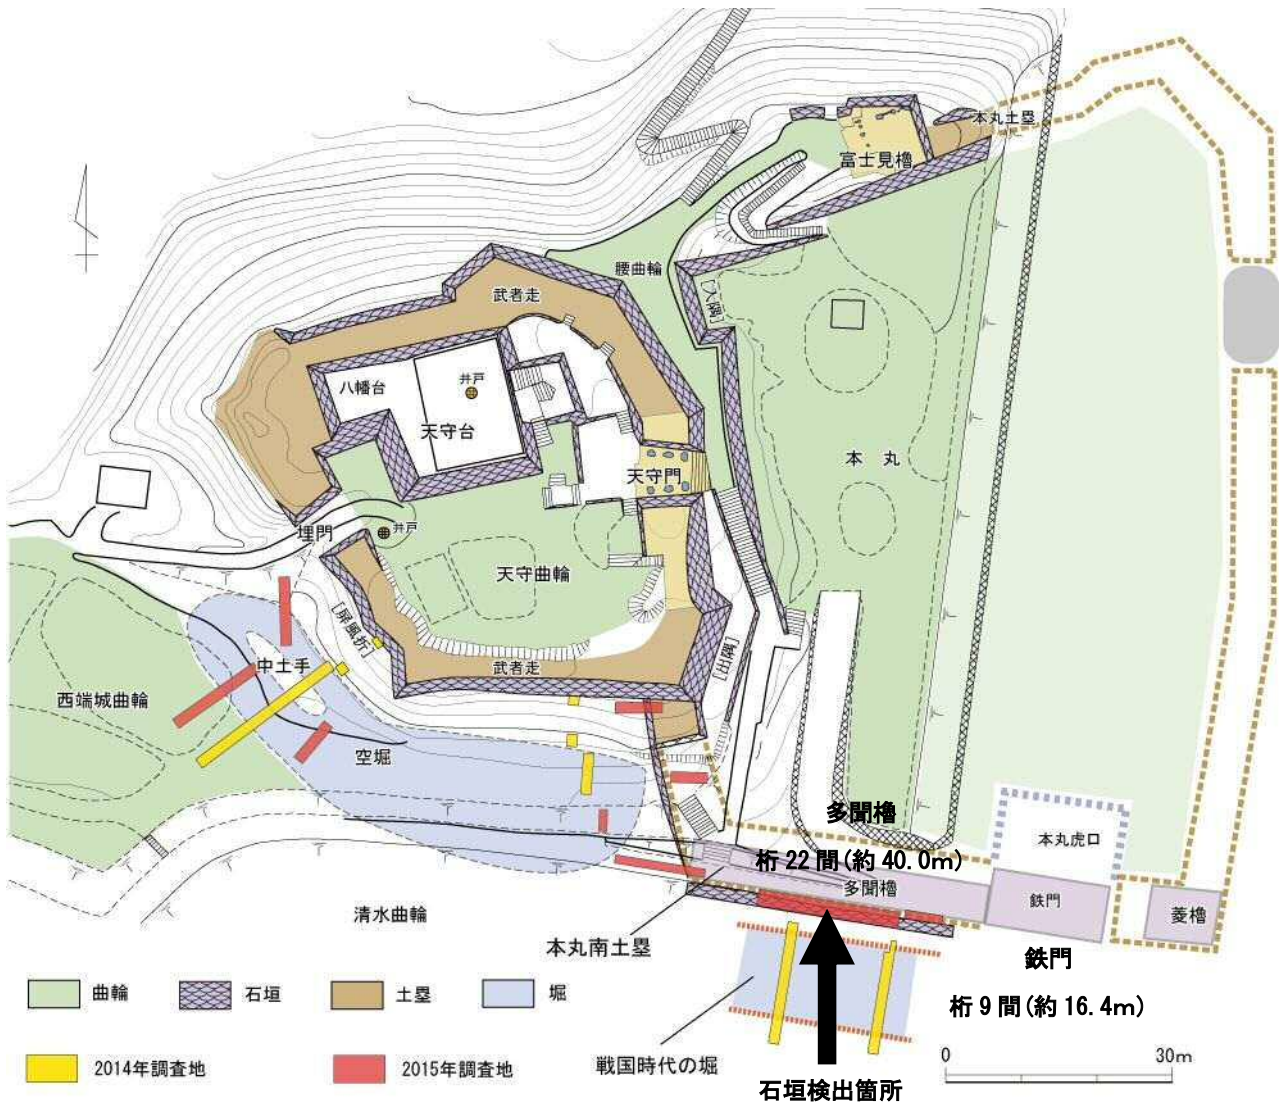 本丸土塁
富士見櫓
腰曲輪
[入隅]
武者走
八幡台
井戸
天守台
天守門
本 丸
埋門
井戸
天守曲輪
[屏風折]
中土手
武者走
[出隅]
西端城曲輪
空堀
多聞櫓
桁 22 間(約 40.0m)
本丸虎口
多聞櫓
鉄門
菱櫓
清水曲輪
本丸南土塁
鉄門
桁 9 間(約 16.4m)
曲輪
石垣
土塁
堀
2014年調査地
2015年調査地
戦国時代の堀
石垣検出箇所
0
30m